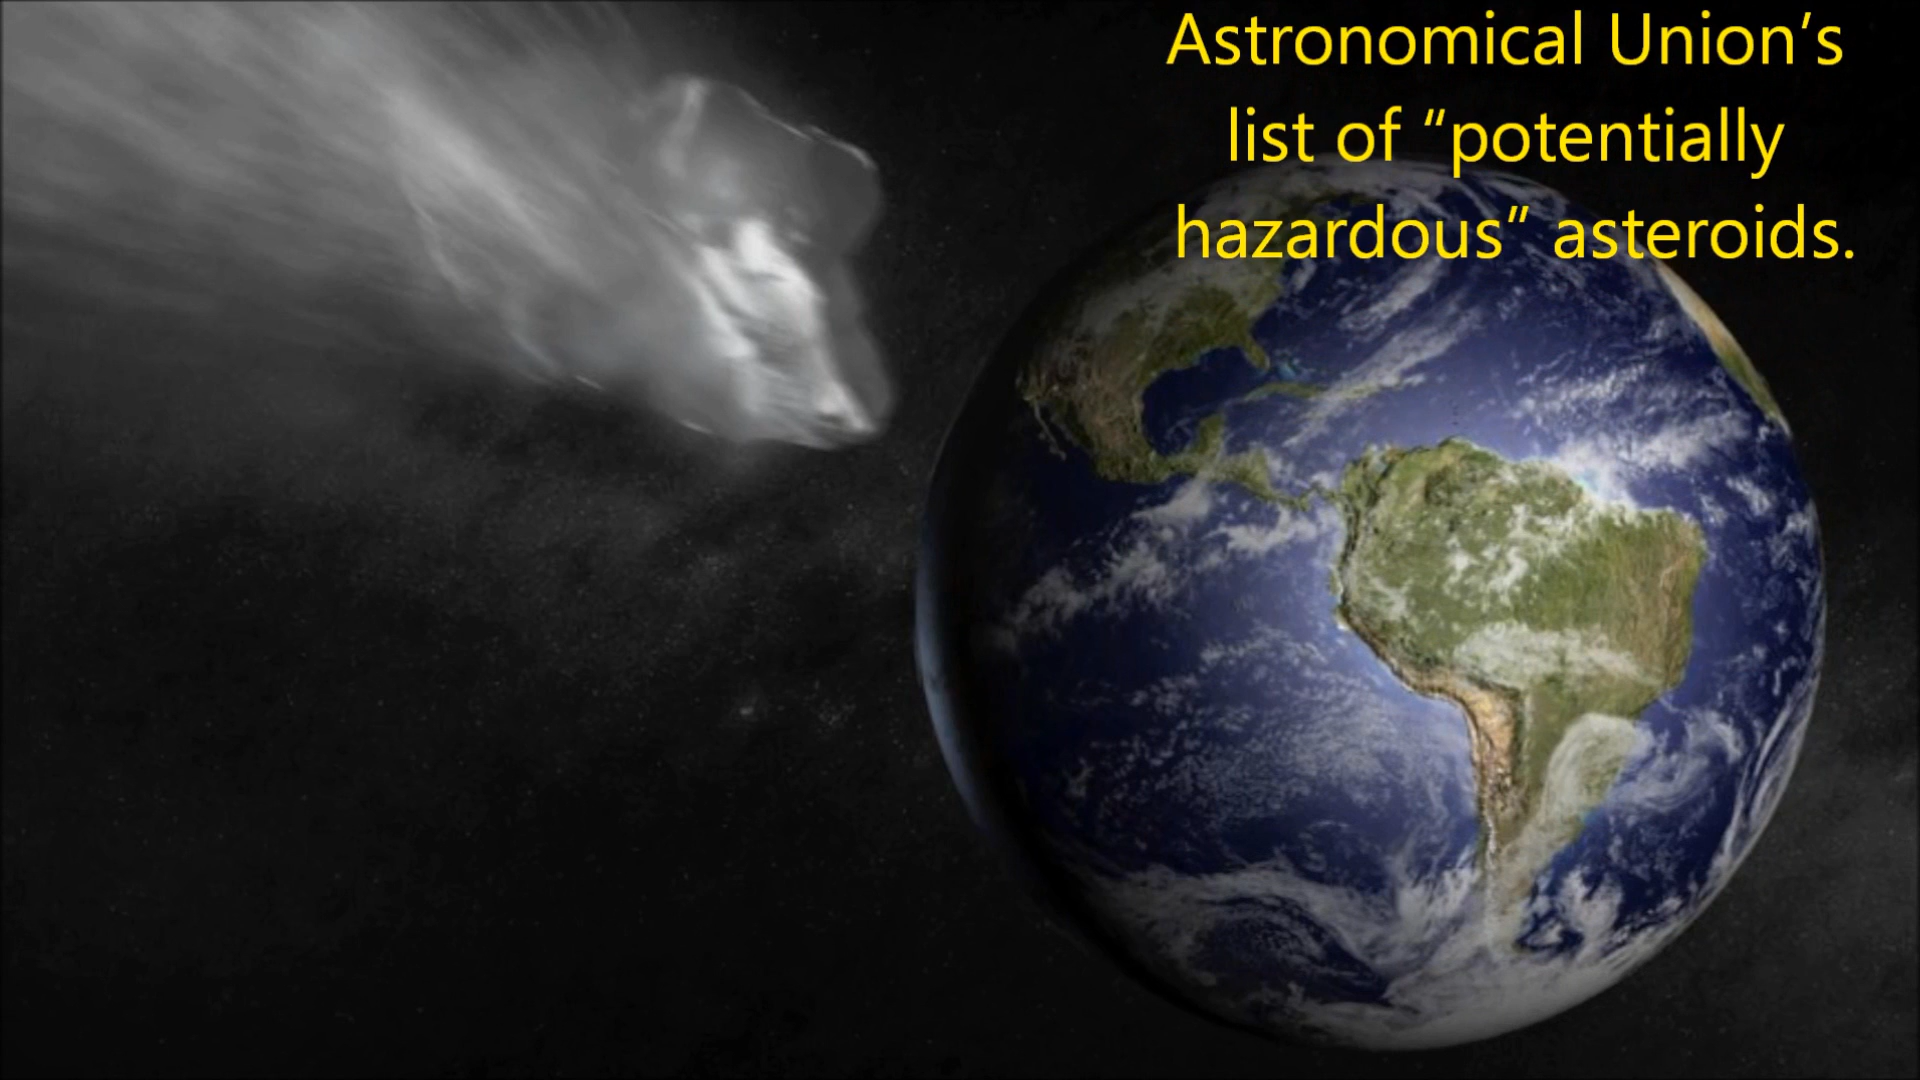 Astronomical Union’s
list of “potentially
hazardous” asteroids.